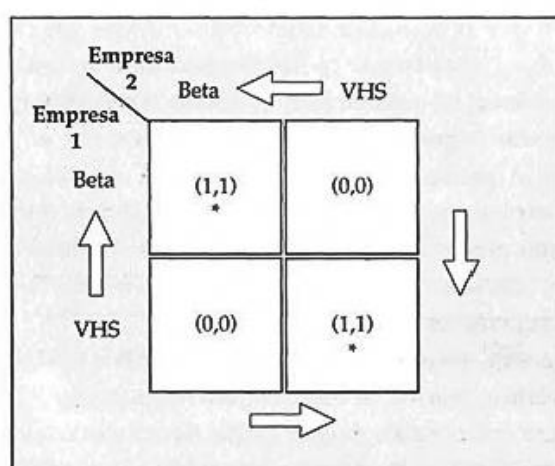 Empresa
2
Beta VHS
Empresa
1
Beta (1,1) (0,0)
*
VHS (0,0) (1,1)
*